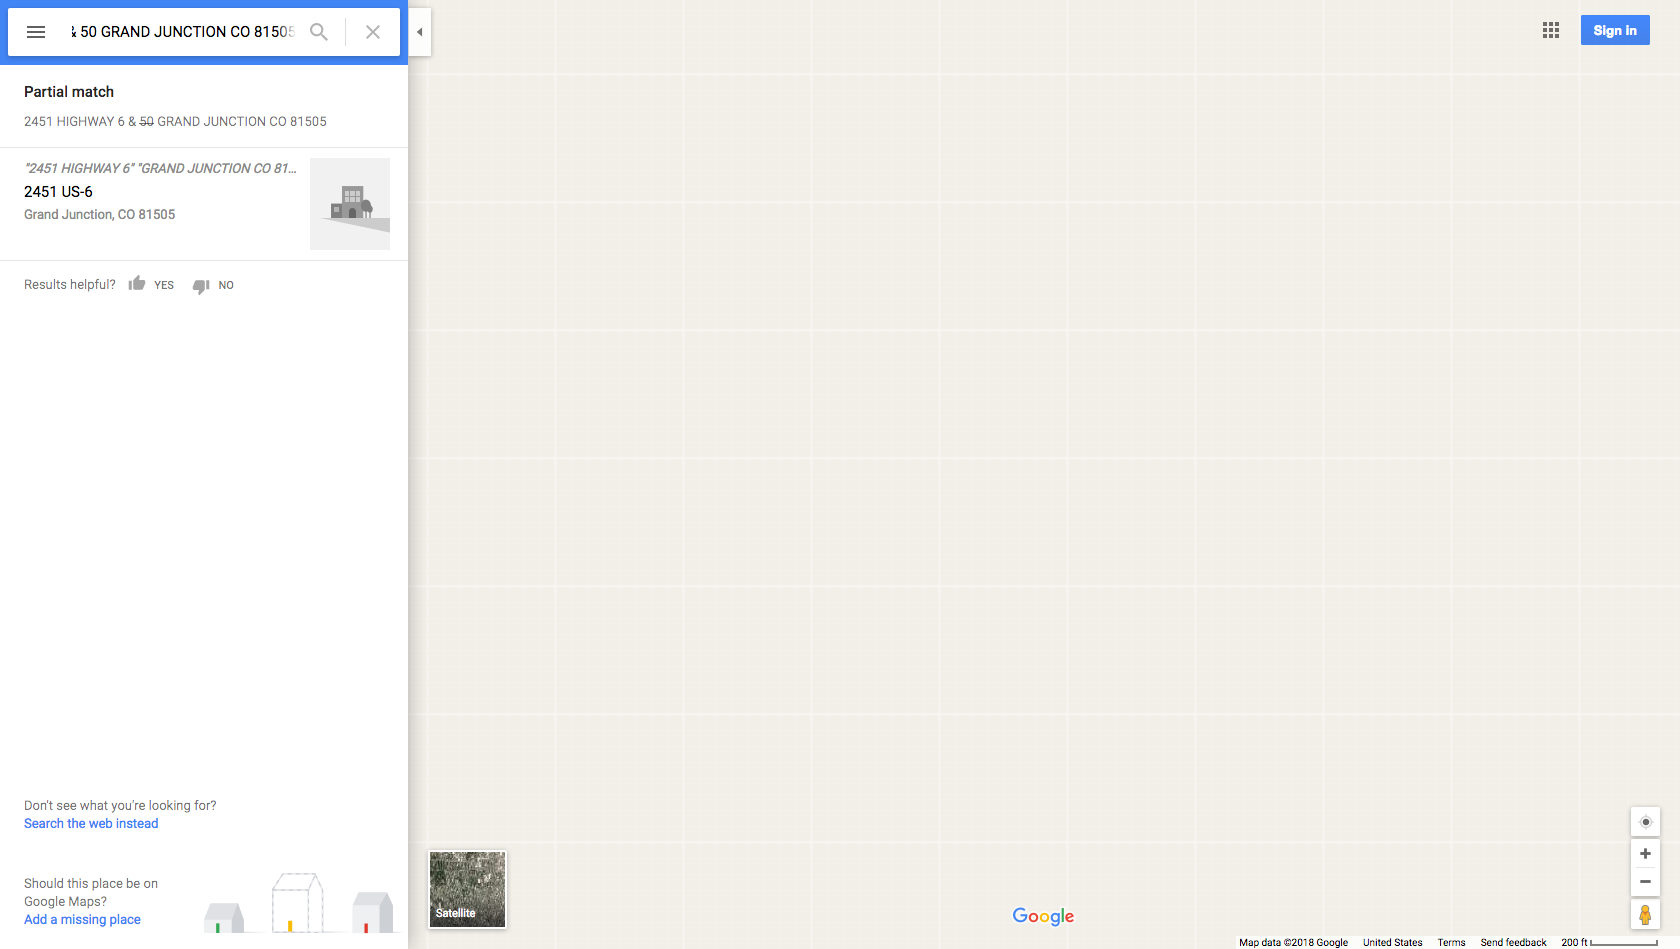 & 50 GRAND JUNCTION CO 81505
Sign in
Partial match
2451 HIGHWAY 6 & 50 GRAND JUNCTION CO 81505
"2451 HIGHWAY 6" "GRAND JUNCTION CO 81...
2451 US-6
Grand Junction, CO 81505
Results helpful? YES NO
Don't see what you're looking for?
Search the web instead
Should this place be on
Google Maps?
Add a missing place
Satellite
Google
Map data ©2018 Google United States Terms Send feedback 200 ft